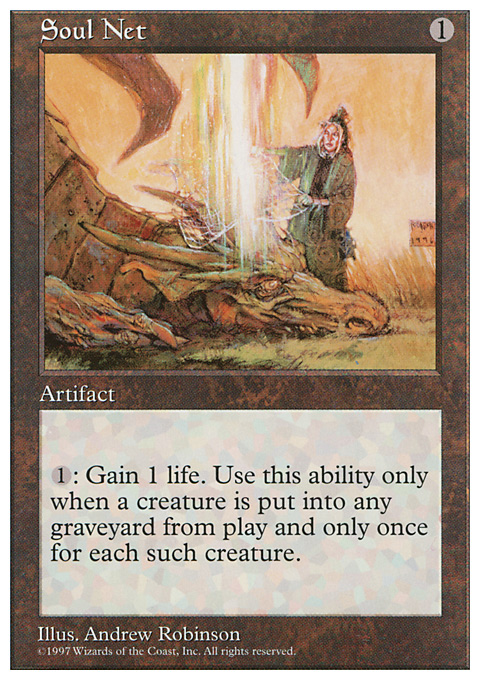 Soul Net 1
Artifact
1: Gain 1 life. Use this ability only
when a creature is put into any
graveyard from play and only once
for each such creature.
Illus. Andrew Robinson
©1997 Wizards of the Coast, Inc. All rights reserved.